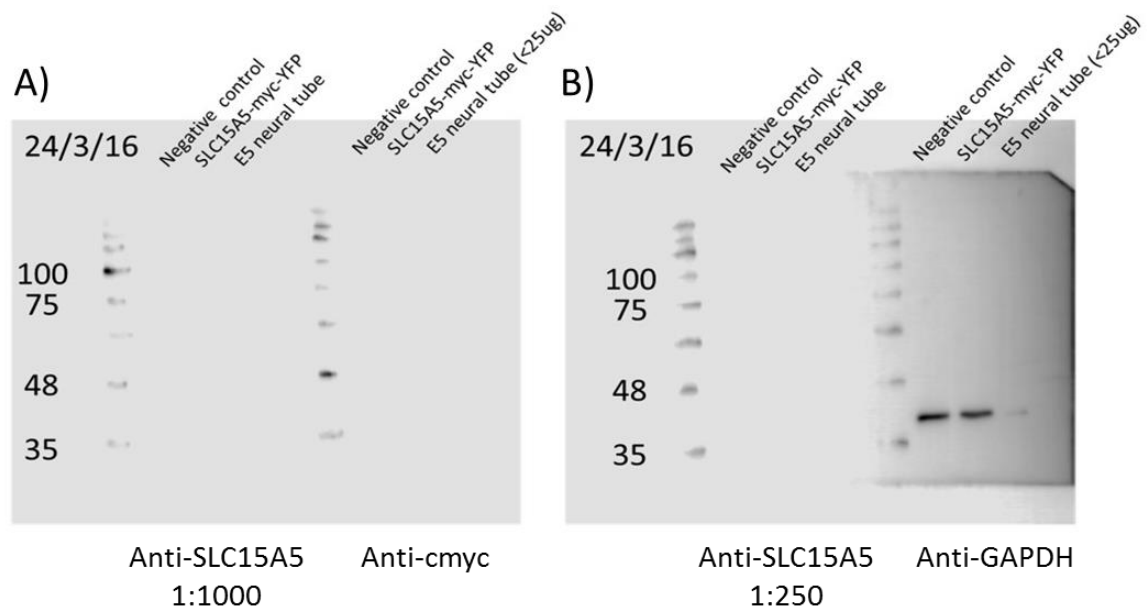 A)
24/3/16
Negative control
SLC15A5-myc-YFP
E5 neural tube
Negative control
SLC15A5-myc-YFP
E5 neural tube (<25ug)
100
75
48
35
Anti-SLC15A5
1:1000
Anti-cmyc
B)
24/3/16
Negative control
SLC15A5-myc-YFP
E5 neural tube
Negative control
SLC15A5-myc-YFP
E5 neural tube (<25ug)
100
75
48
35
Anti-SLC15A5
1:250
Anti-GAPDH